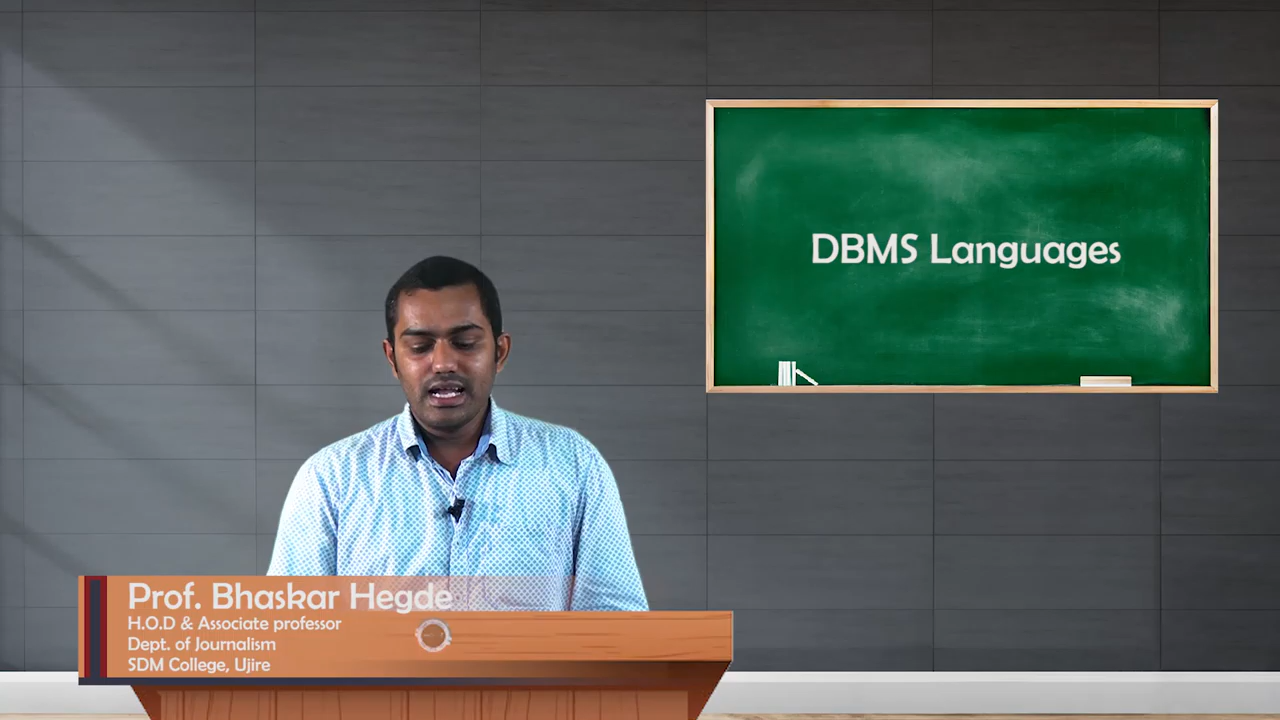 DBMS Languages
Prof. Bhaskar Hegde
H.O.D & Associate professor
Dept. of Journalism
SDM College, Ujire